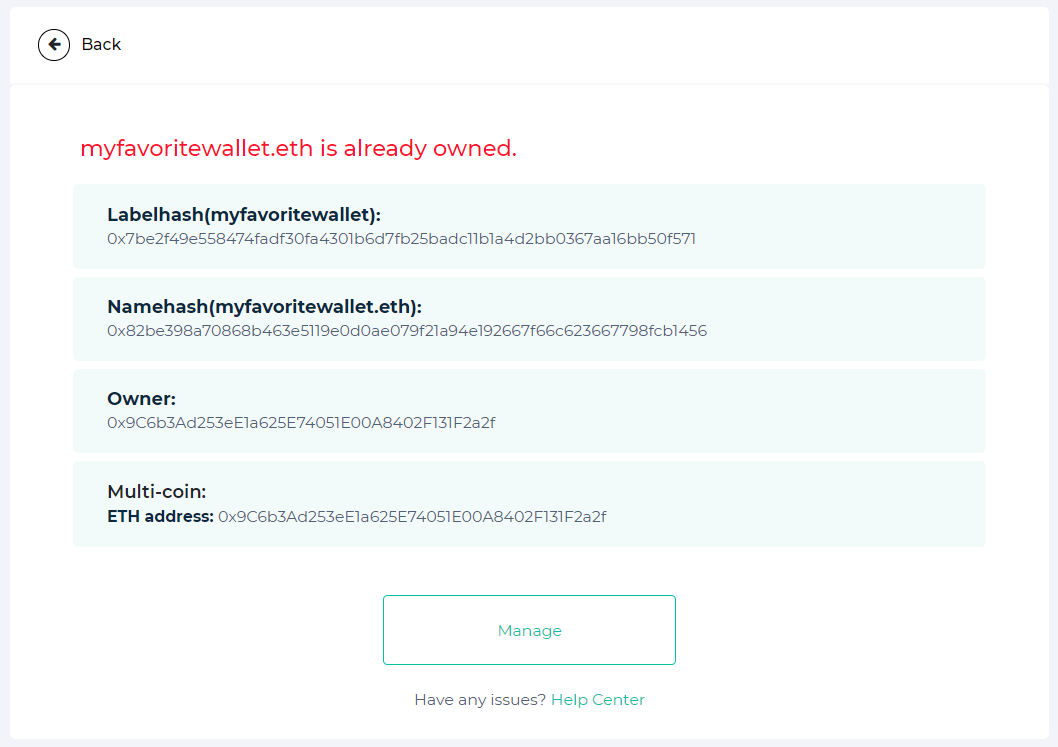 Back
myfavoritewallet.eth is already owned.
Labelhash(myfavoritewallet):
0x7be2f49e558474fadf30fa4301b6d7fb25badc11b1a4d2bb0367aa16bb50f571
Namehash(myfavoritewallet.eth):
0x82be398a70868b463e5119e0d0ae079f21a94e192667f66c623667798fcb1456
Owner:
0x9C6b3Ad253eE1a625E74051E00A8402F131F2a2f
Multi-coin:
ETH address: 0x9C6b3Ad253eE1a625E74051E00A8402F131F2a2f
Manage
Have any issues? Help Center